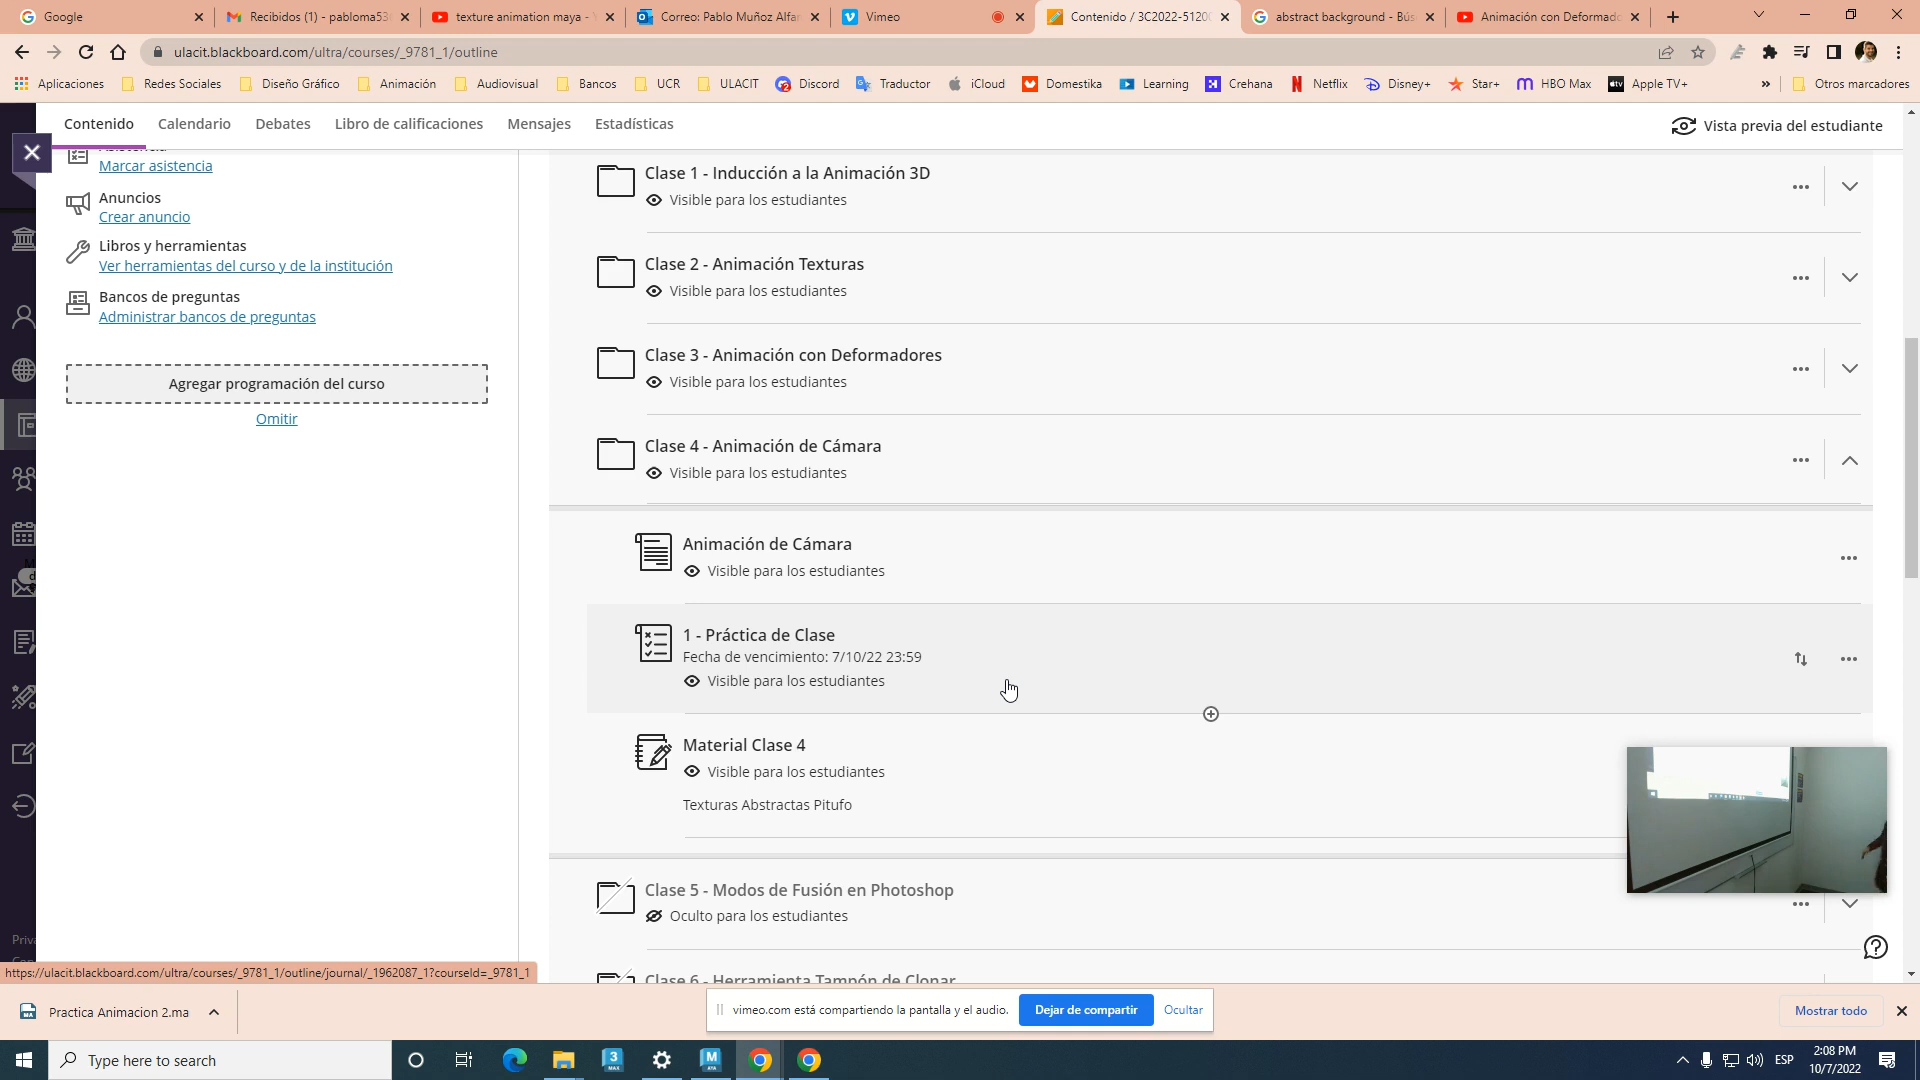 Google
Recibidos (1) - pabloma53
texture animation maya - Y
Correo: Pablo Muñoz Alfar
Vimeo
Contenido / 3C2022-5120
abstract background - Bús
Animación con Deformado
ulacit.blackboard.com/ultra/courses/_9781_1/outline
Aplicaciones
Redes Sociales
Diseño Gráfico
Animación
Audiovisual
Bancos
UCR
ULACIT
Discord
Traductor
iCloud
Domestika
Learning
Crehana
Netflix
Disney+
Star+
HBO Max
Apple TV+
»
Otros marcadores
Contenido
Calendario
Debates
Libro de calificaciones
Mensajes
Estadísticas
Vista previa del estudiante
Marcar asistencia
Anuncios
Crear anuncio
Libros y herramientas
Ver herramientas del curso y de la institución
Bancos de preguntas
Administrar bancos de preguntas
Agregar programación del curso
Omitir
Clase 1 - Inducción a la Animación 3D
Visible para los estudiantes
Clase 2 - Animación Texturas
Visible para los estudiantes
Clase 3 - Animación con Deformadores
Visible para los estudiantes
Clase 4 - Animación de Cámara
Visible para los estudiantes
Animación de Cámara
Visible para los estudiantes
1 - Práctica de Clase
Fecha de vencimiento: 7/10/22 23:59
Visible para los estudiantes
Material Clase 4
Visible para los estudiantes
Texturas Abstractas Pitufo
Clase 5 - Modos de Fusión en Photoshop
Oculto para los estudiantes
Clase 6 - Herramienta Tampón de Clonar
Priva
https://ulacit.blackboard.com/ultra/courses/_9781_1/outline/journal/_1962087_1?courseId=_9781_1
Practica Animacion 2.ma
vimeo.com está compartiendo la pantalla y el audio.
Dejar de compartir
Ocultar
Mostrar todo
Type here to search
ESP
2:08 PM
10/7/2022